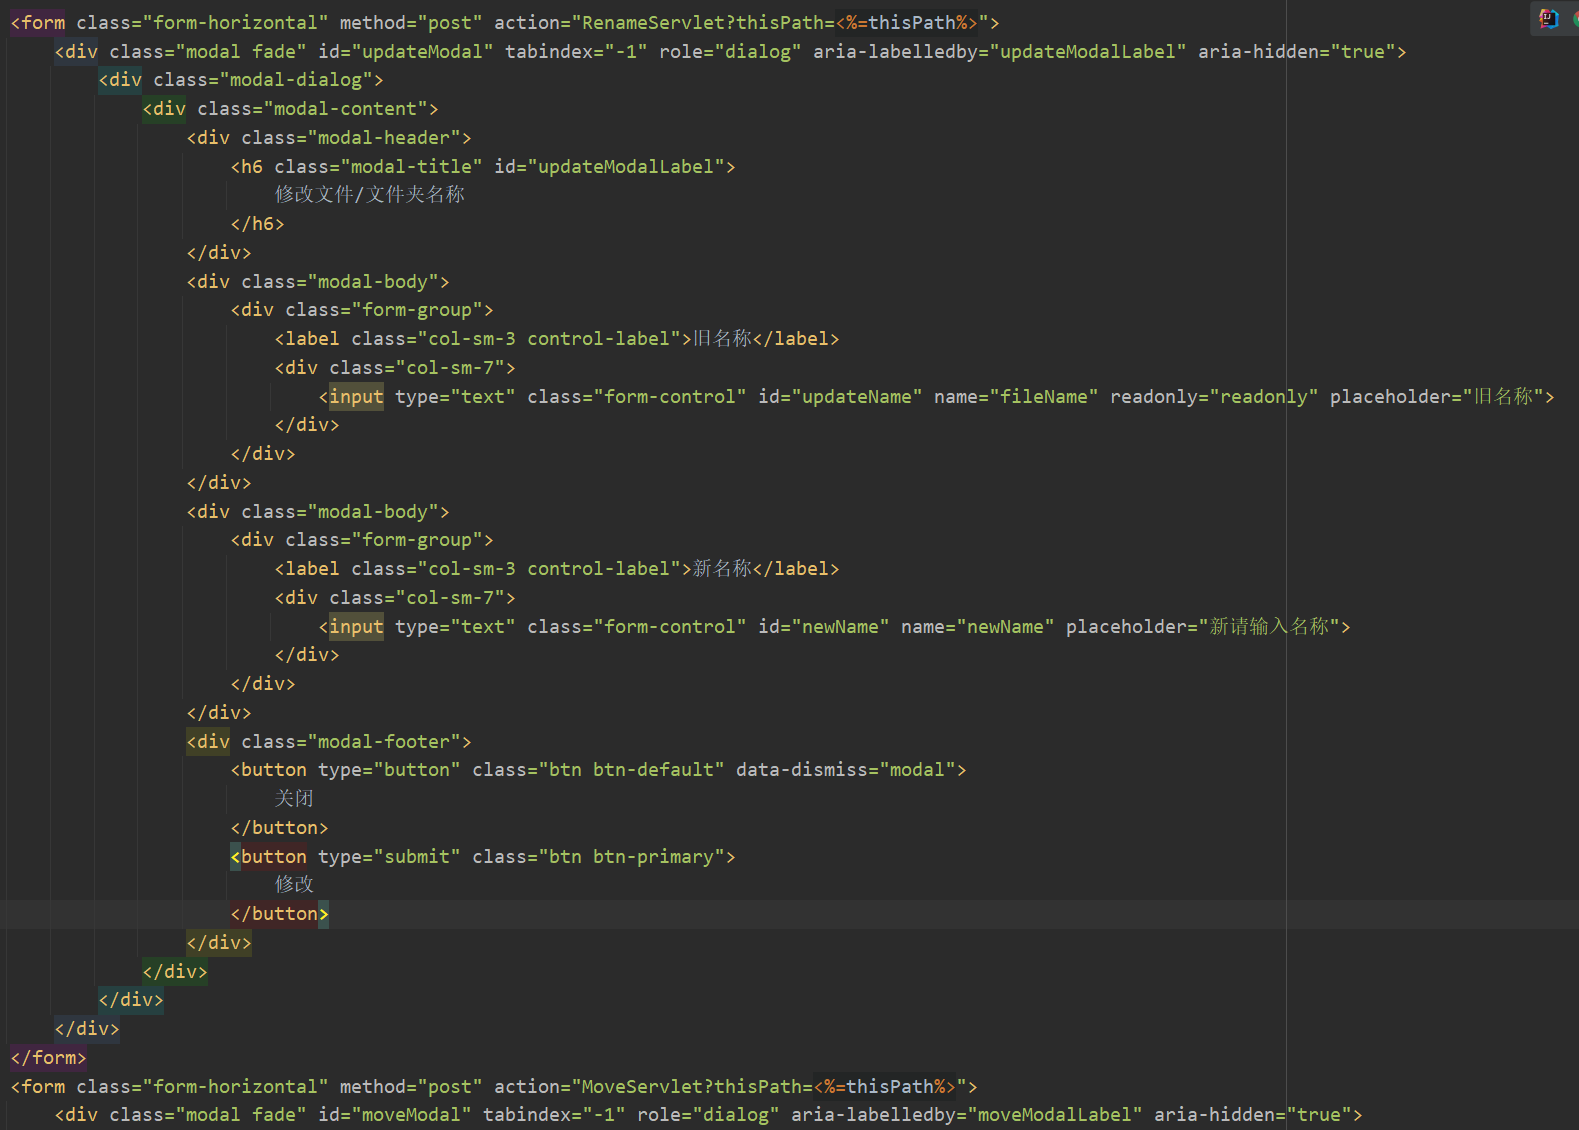 <form class="form-horizontal" method="post" action="RenameServlet?thisPath=<%=thisPath%>">
    <div class="modal fade" id="updateModal" tabindex="-1" role="dialog" aria-labelledby="updateModalLabel" aria-hidden="true">
        <div class="modal-dialog">
            <div class="modal-content">
                <div class="modal-header">
                    <h6 class="modal-title" id="updateModalLabel">
                        修改文件/文件夹名称
                    </h6>
                </div>
                <div class="modal-body">
                    <div class="form-group">
                        <label class="col-sm-3 control-label">旧名称</label>
                        <div class="col-sm-7">
                            <input type="text" class="form-control" id="updateName" name="fileName" readonly="readonly" placeholder="旧名称">
                        </div>
                    </div>
                </div>
                <div class="modal-body">
                    <div class="form-group">
                        <label class="col-sm-3 control-label">新名称</label>
                        <div class="col-sm-7">
                            <input type="text" class="form-control" id="newName" name="newName" placeholder="新请输入名称">
                        </div>
                    </div>
                </div>
                <div class="modal-footer">
                    <button type="button" class="btn btn-default" data-dismiss="modal">
                        关闭
                    </button>
                    <button type="submit" class="btn btn-primary">
                        修改
                    </button>
                </div>
            </div>
        </div>
    </div>
</form>
<form class="form-horizontal" method="post" action="MoveServlet?thisPath=<%=thisPath%>">
    <div class="modal fade" id="moveModal" tabindex="-1" role="dialog" aria-labelledby="moveModalLabel" aria-hidden="true">